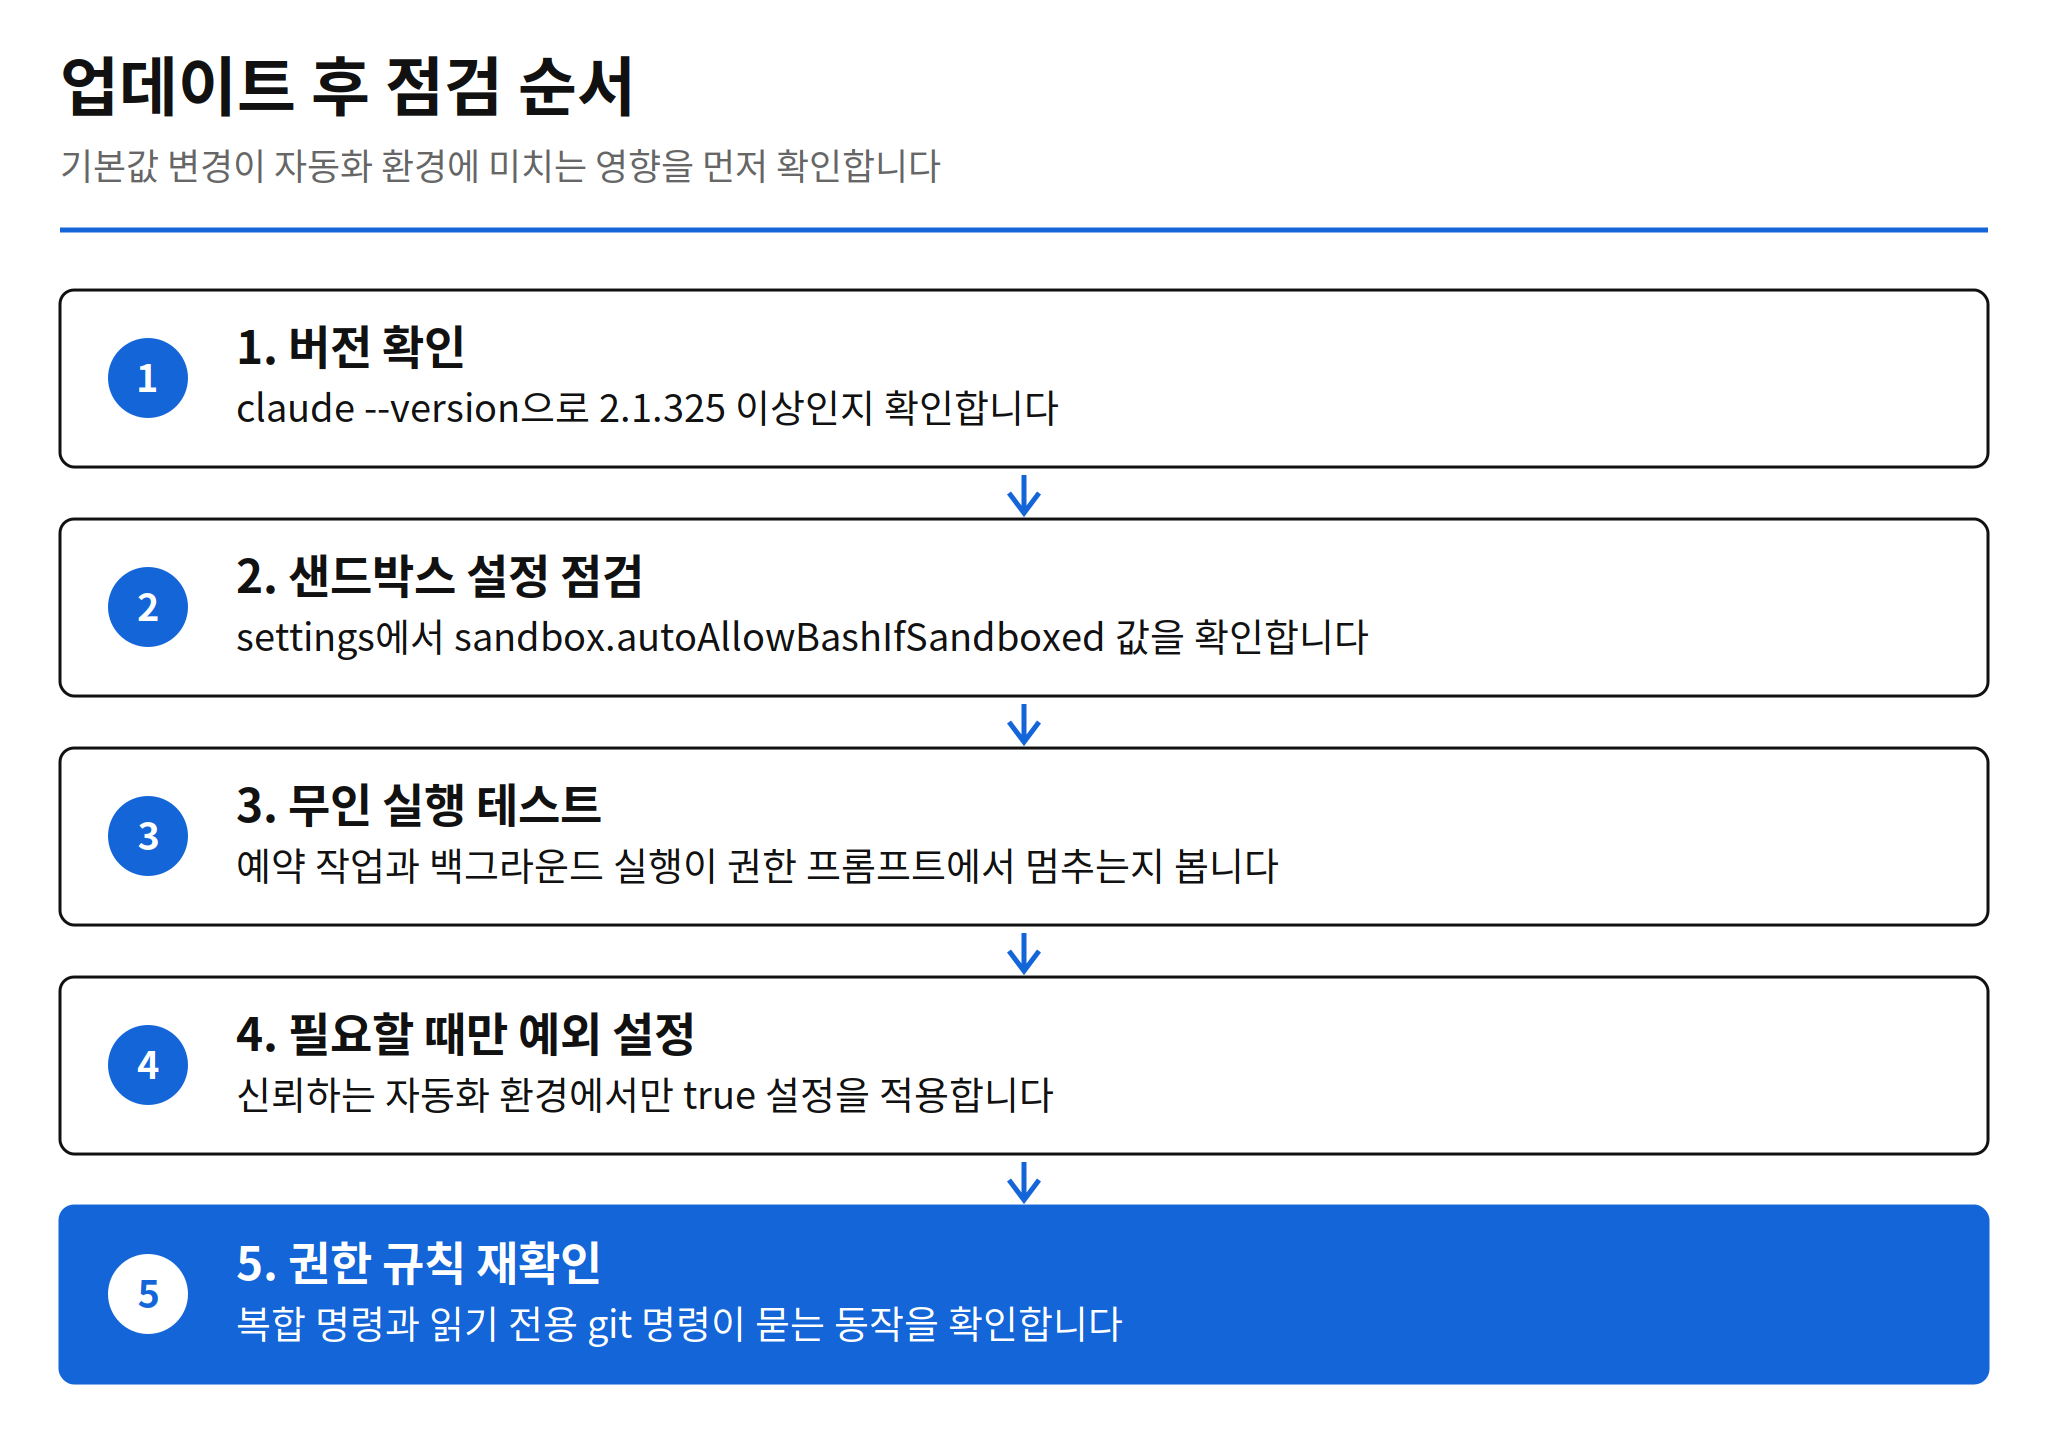 업데이트 후 점검 순서
기본값 변경이 자동화 환경에 미치는 영향을 먼저 확인합니다
1
1. 버전 확인
claude --version으로 2.1.325 이상인지 확인합니다
2
2. 샌드박스 설정 점검
settings에서 sandbox.autoAllowBashIfSandboxed 값을 확인합니다
3
3. 무인 실행 테스트
예약 작업과 백그라운드 실행이 권한 프롬프트에서 멈추는지 봅니다
4
4. 필요할 때만 예외 설정
신뢰하는 자동화 환경에서만 true 설정을 적용합니다
5
5. 권한 규칙 재확인
복합 명령과 읽기 전용 git 명령이 묻는 동작을 확인합니다